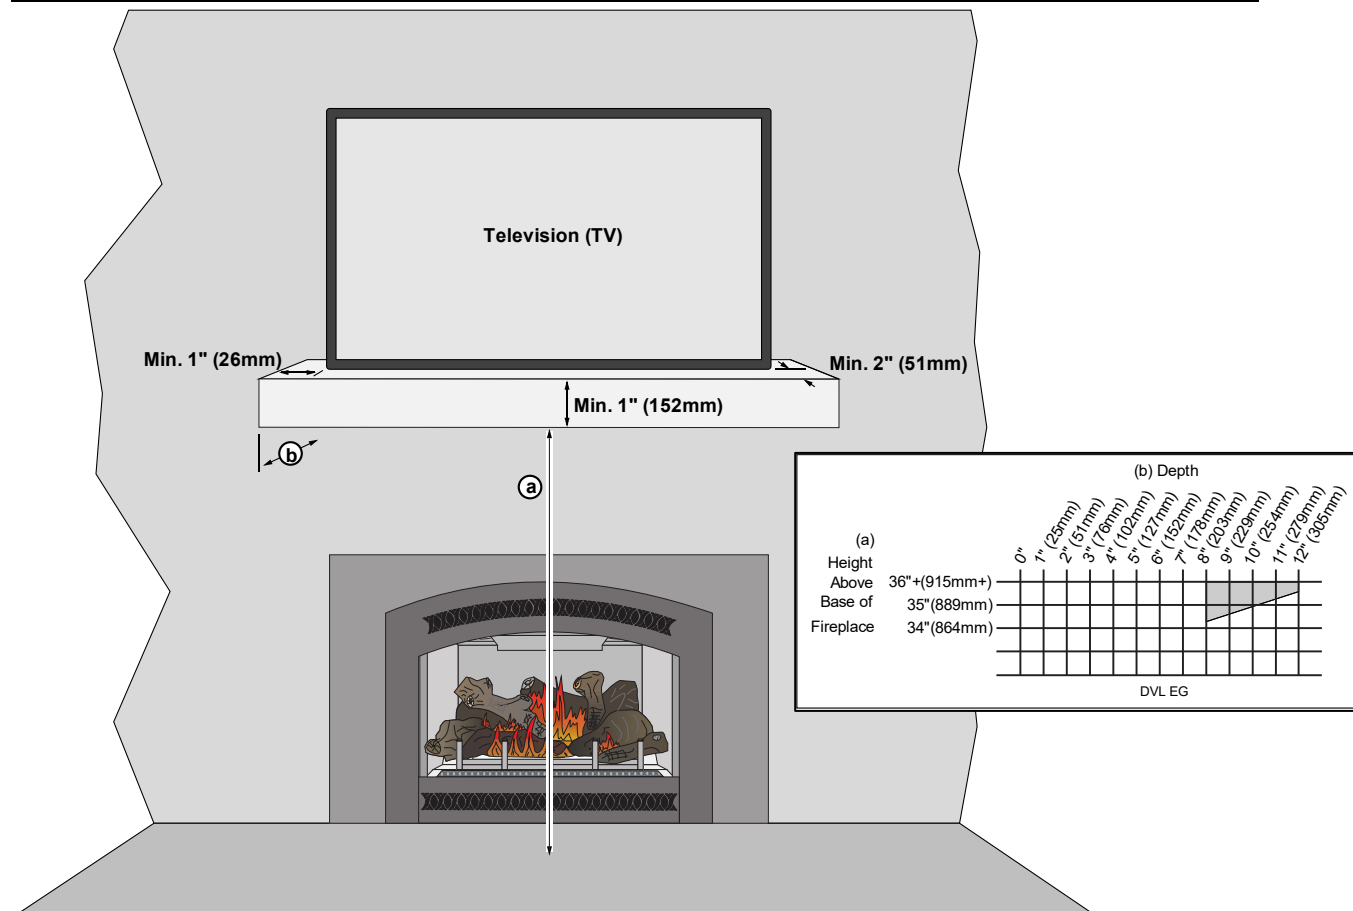 Television (TV)
Min. 1" (26mm)
Min. 2" (51mm)
Min. 1" (152mm)
b
a
(b) Depth
0"
1" (25mm)
2" (51mm)
3" (76mm)
4" (102mm)
5" (127mm)
6" (152mm)
7" (178mm)
8" (203mm)
9" (229mm)
10" (254mm)
11" (279mm)
12" (305mm)
(a)
Height
Above
Base of
Fireplace
36"+(915mm+)
35"(889mm)
34"(864mm)
DVL EG